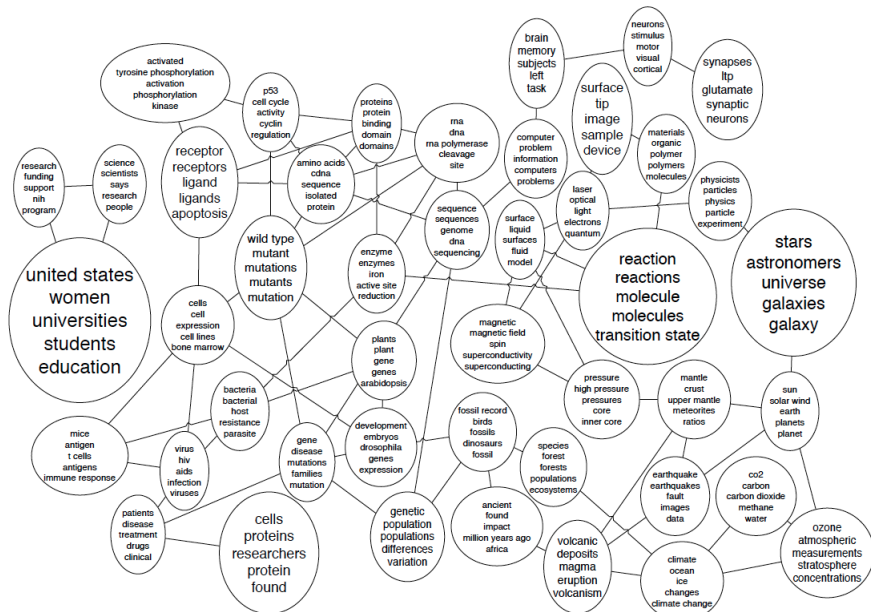 brain
memory
subjects
left
task
neurons
stimulus
motor
visual
cortical
synapses
ltp
glutamate
synaptic
neurons
activated
tyrosine phosphorylation
activation
phosphorylation
kinase
p53
cell cycle
activity
cyclin
regulation
proteins
protein
binding
domain
domains
rna
dna
rna polymerase
cleavage
site
computer
problem
information
computers
problems
surface
tip
image
sample
device
materials
organic
polymer
polymers
molecules
research
funding
support
nih
program
science
scientists
says
research
people
receptor
receptors
ligand
ligands
apoptosis
amino acids
cdna
sequence
isolated
protein
laser
optical
light
electrons
quantum
physicists
particles
physics
particle
experiment
sequence
sequences
genome
dna
sequencing
surface
liquid
surfaces
fluid
model
wild type
mutant
mutations
mutants
mutation
enzyme
enzymes
iron
active site
reduction
reaction
reactions
molecule
molecules
transition state
stars
astronomers
universe
galaxies
galaxy
united states
women
universities
students
education
cells
cell
expression
cell lines
bone marrow
magnetic
magnetic field
spin
superconductivity
superconducting
plants
plant
gene
genes
arabidopsis
pressure
high pressure
pressures
core
inner core
mantle
crust
upper mantle
meteorites
ratios
sun
solar wind
earth
planets
planet
bacteria
bacterial
host
resistance
parasite
mice
antigen
t cells
antigens
immune response
virus
hiv
aids
infection
viruses
gene
disease
mutations
families
mutation
development
embryos
drosophila
genes
expression
fossil record
birds
fossils
dinosaurs
fossil
species
forest
forests
populations
ecosystems
earthquake
earthquakes
fault
images
data
co2
carbon
carbon dioxide
methane
water
patients
disease
treatment
drugs
clinical
cells
proteins
researchers
protein
found
genetic
population
populations
differences
variation
ancient
found
impact
million years ago
africa
volcanic
deposits
magma
eruption
volcanism
climate
ocean
ice
changes
climate change
ozone
atmospheric
measurements
stratosphere
concentrations